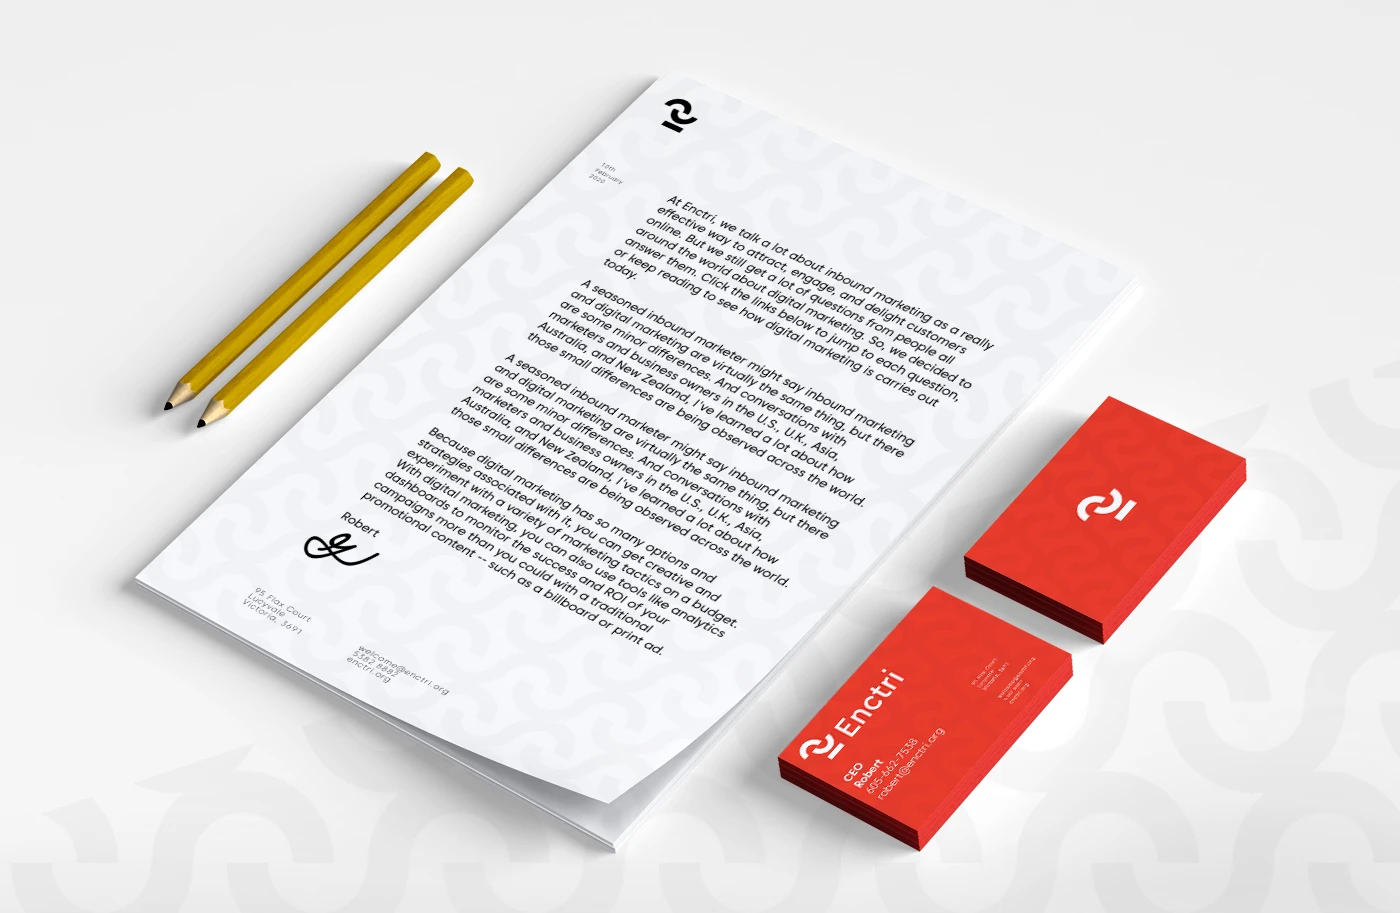 10th
February
2020
At Enctri, we talk a lot about inbound marketing as a really
effective way to attract, engage, and delight customers
online. But we still get a lot of questions from people all
around the world about digital marketing. So, we decided to
answer them. Click the links below to jump to each question,
or keep reading to see how digital marketing is carries out
today.
A seasoned inbound marketer might say inbound marketing
and digital marketing are virtually the same thing, but there
are some minor differences. And conversations with
marketers and business owners in the U.S., U.K., Asia,
Australia, and New Zealand, I've learned a lot about how
those small differences are being observed across the world.
A seasoned inbound marketer might say inbound marketing
and digital marketing are virtually the same thing, but there
are some minor differences. And conversations with
marketers and business owners in the U.S., U.K., Asia,
Australia, and New Zealand, I've learned a lot about how
those small differences are being observed across the world.
Because digital marketing has so many options and
strategies associated with it, you can get creative and
experiment with a variety of marketing tactics on a budget.
With digital marketing, you can also use tools like analytics
dashboards to monitor the success and ROI of your
campaigns more than you could with a traditional
promotional content -- such as a billboard or print ad.
Robert
95 Flax Court
Lucyvale
Victoria, 3691
welcome@enctri.org
5382 8882
enctri.org
Enctri
CEO
Robert
605-662-7538
robert@enctri.org